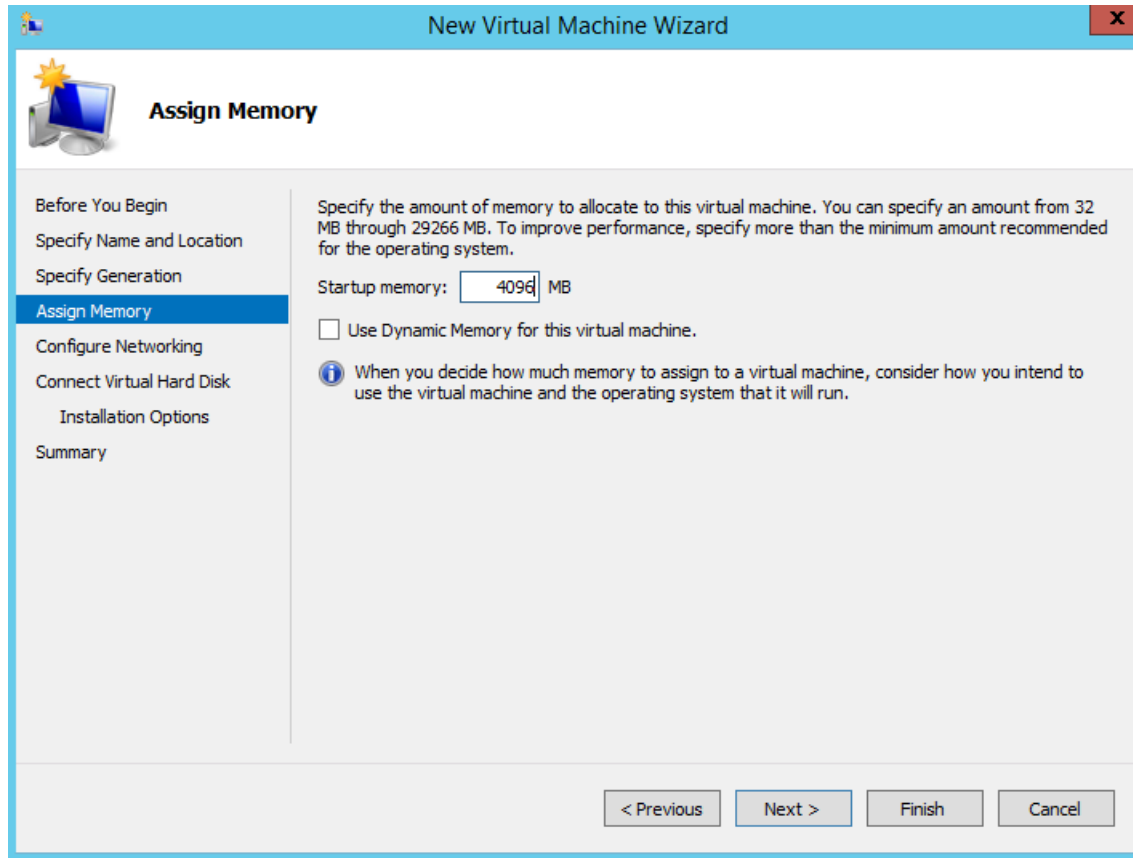 New Virtual Machine Wizard
X
Assign Memory
Before You Begin
Specify Name and Location
Specify Generation
Assign Memory
Configure Networking
Connect Virtual Hard Disk
Installation Options
Summary
Specify the amount of memory to allocate to this virtual machine. You can specify an amount from 32
MB through 29266 MB. To improve performance, specify more than the minimum amount recommended
for the operating system.
Startup memory: 4096 MB
Use Dynamic Memory for this virtual machine.
When you decide how much memory to assign to a virtual machine, consider how you intend to
use the virtual machine and the operating system that it will run.
< Previous Next > Finish Cancel